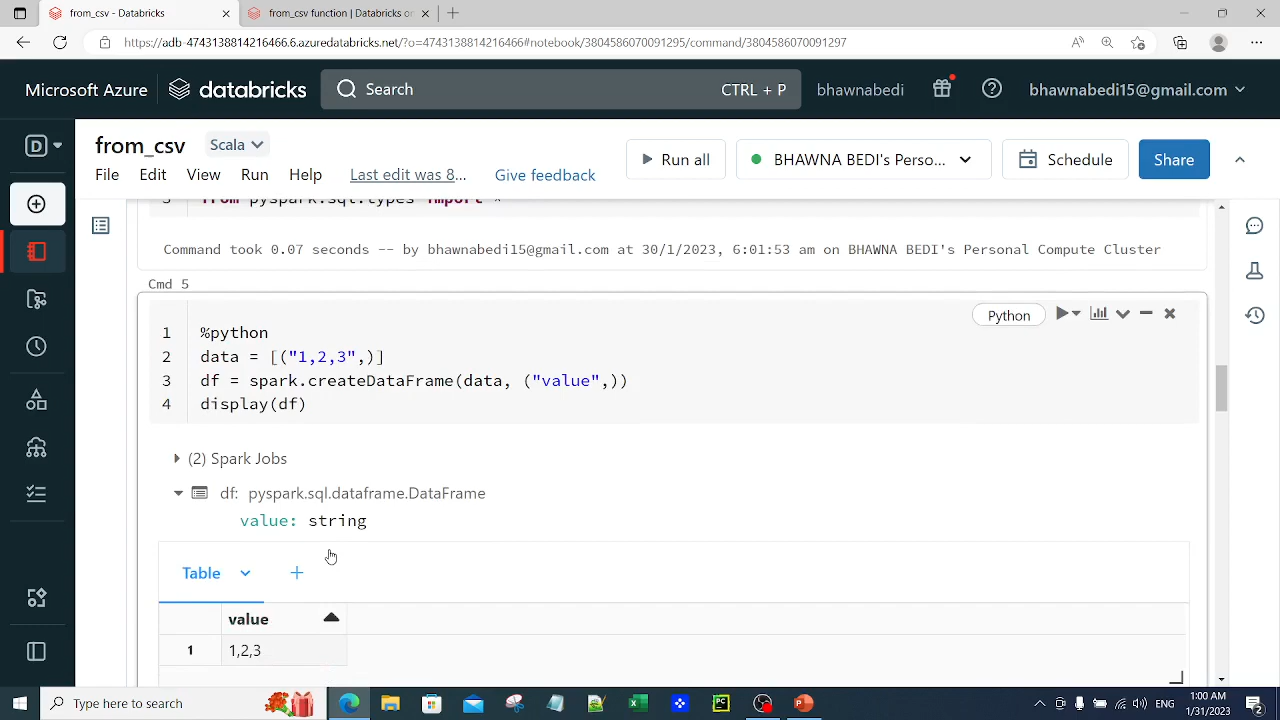 from_csv - Databricks
from_csv function | Databricks
https://adb-4743138814216466.6.azuredatabricks.net/?o=4743138814216466#notebook/3804586070091295/command/3804586070091297
Microsoft Azure
databricks
Search
CTRL + P
bhawnabedi
bhawnabedi15@gmail.com
D
from_csv
Scala
Run all
BHAWNA BEDI's Perso...
Schedule
Share
File
Edit
View
Run
Help
Last edit was 8...
Give feedback
from pyspark.sql.types import *
Command took 0.07 seconds -- by bhawnabedi15@gmail.com at 30/1/2023, 6:01:53 am on BHAWNA BEDI's Personal Compute Cluster
Cmd 5
Python
1 %python
2 data = [("1,2,3",)]
3 df = spark.createDataFrame(data, ("value",))
4 display(df)
(2) Spark Jobs
df: pyspark.sql.dataframe.DataFrame
value: string
Table
value
1 1,2,3
Type here to search
ENG
1:00 AM
1/31/2023